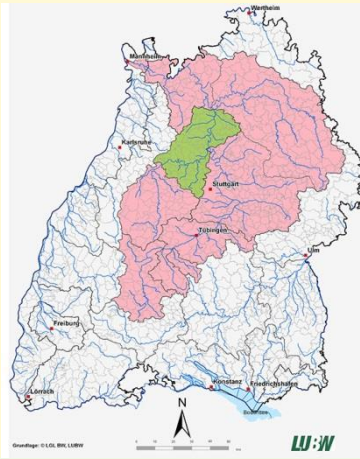 Wertheim
Mannheim
Karlsruhe
Stuttgart
Tübingen
Ulm
Freiburg
Konstanz
Friedrichshafen
Lörrach
Bodensee
N
Grundlage: © LGL BW, LUBW
LUBW